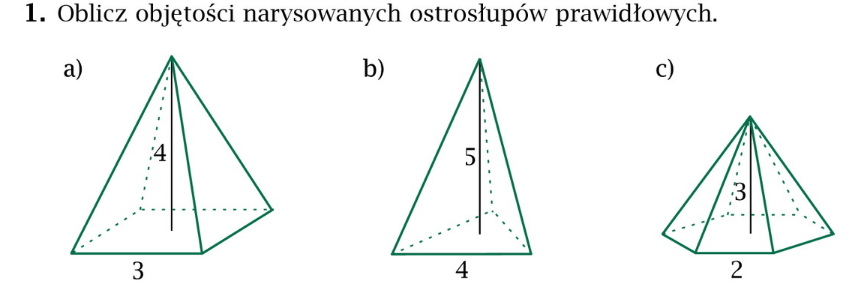 1. Oblicz objętości narysowanych ostrosłupów prawidłowych.
a) b) c)
4 5 3
3 4 2